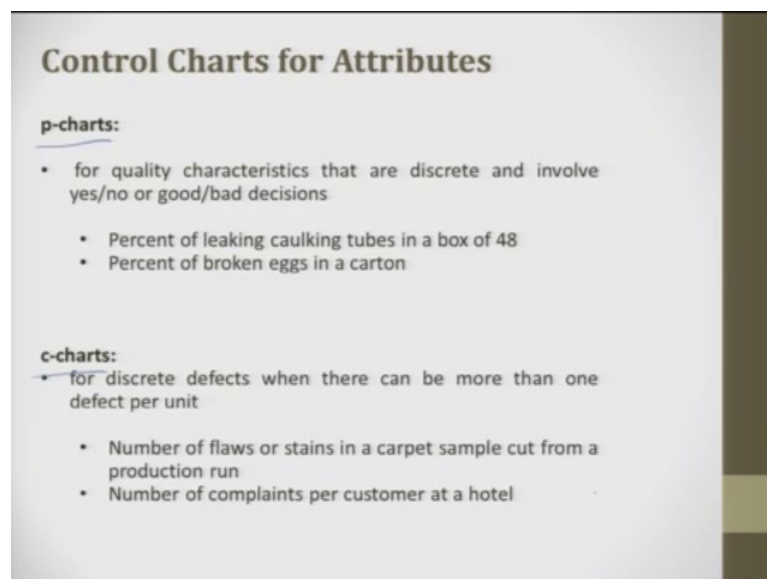 Control Charts for Attributes
p-charts:
• for quality characteristics that are discrete and involve
yes/no or good/bad decisions
• Percent of leaking caulking tubes in a box of 48
• Percent of broken eggs in a carton
c-charts:
• for discrete defects when there can be more than one
defect per unit
• Number of flaws or stains in a carpet sample cut from a
production run
• Number of complaints per customer at a hotel